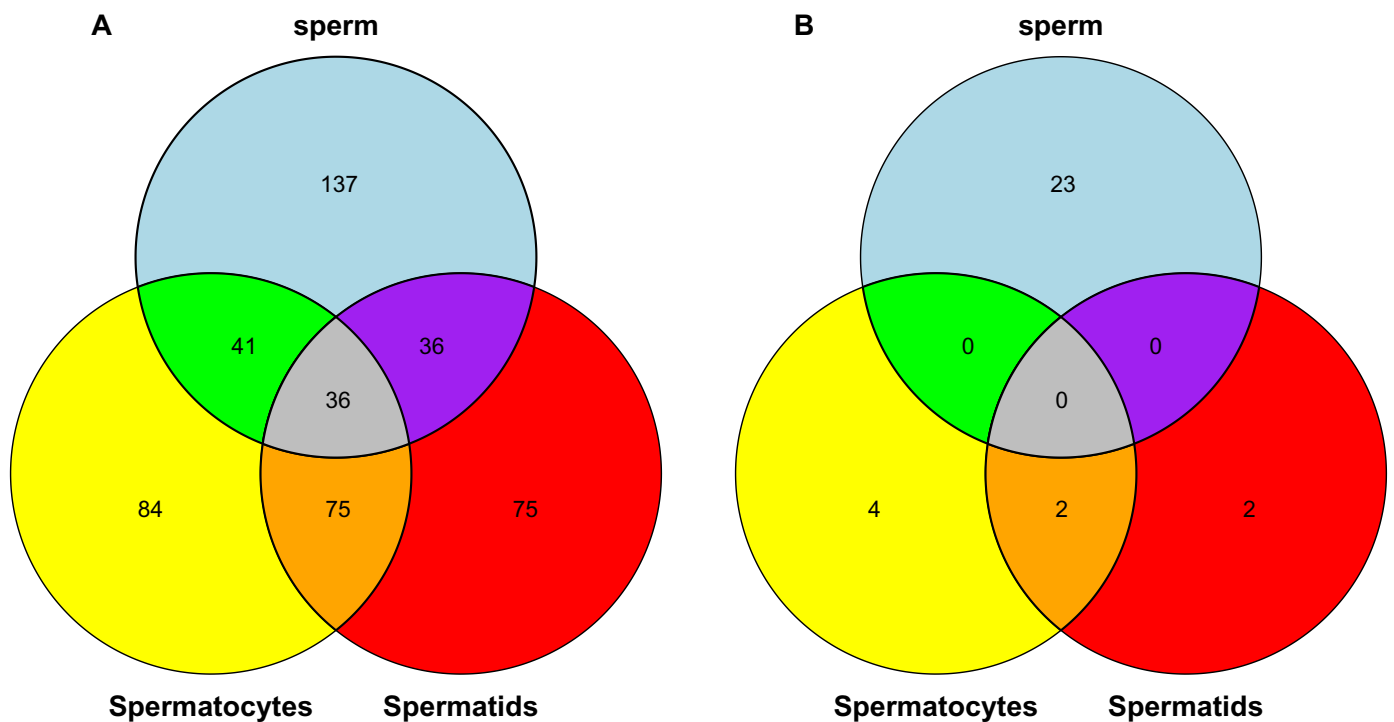 A sperm
137
41 36
36
84 75 75
Spermatocytes Spermatids
B sperm
23
0 0
0
4 2 2
Spermatocytes Spermatids